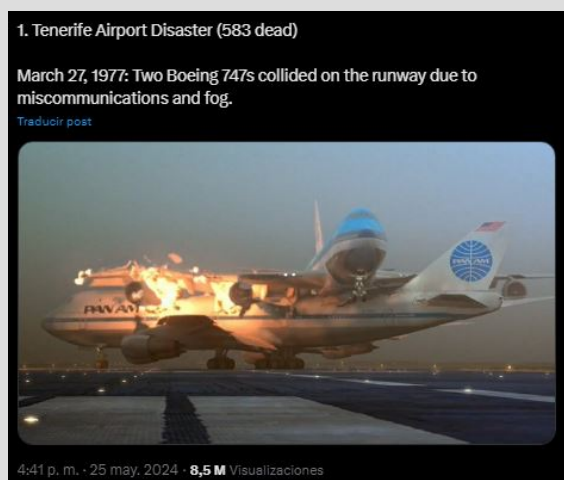 1. Tenerife Airport Disaster (583 dead)
March 27, 1977: Two Boeing 747s collided on the runway due to
miscommunications and fog.
Traducir post
PAN AM
PAN AM
4:41 p. m. · 25 may. 2024 · 8,5 M Visualizaciones